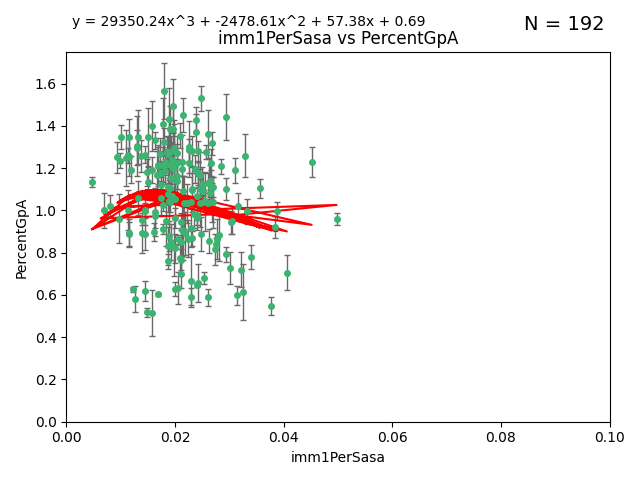 y = 29350.24x^3 + -2478.61x^2 + 57.38x + 0.69
N = 192
imm1PerSasa vs PercentGpA
PercentGpA
1.6
1.4
1.2
1.0
0.8
0.6
0.4
0.2
0.0
0.00 0.02 0.04 0.06 0.08 0.10
imm1PerSasa